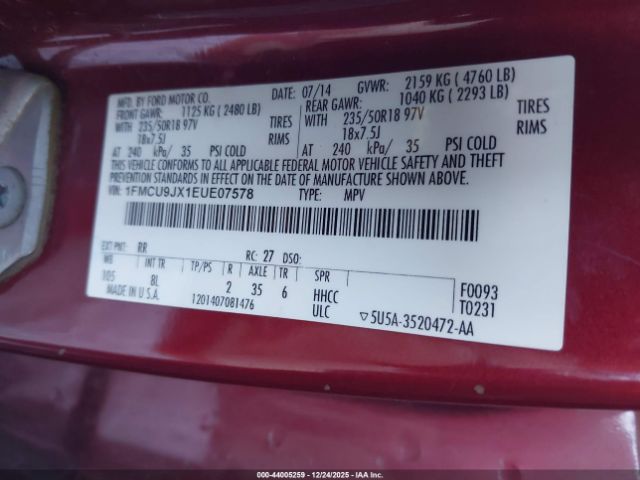 MFD. BY FORD MOTOR CO. DATE: 07/14 GVWR: 2159 KG ( 4760 LB)
FRONT GAWR: 1125 KG ( 2480 LB) REAR GAWR: 1040 KG ( 2293 LB)
WITH 235/50R18 97V TIRES WITH 235/50R18 97V TIRES
18x7.5J RIMS 18x7.5J RIMS
AT 240 kPa/ 35 PSI COLD AT 240 kPa/ 35 PSI COLD
THIS VEHICLE CONFORMS TO ALL APPLICABLE FEDERAL MOTOR VEHICLE SAFETY AND THEFT
PREVENTION STANDARDS IN EFFECT ON THE DATE OF MANUFACTURE SHOWN ABOVE.
VIN: 1FMCU9JX1EUE07578 TYPE: MPV
EXT PNT: RR RC: 27 DSO:
WB INT TR TP/PS R AXLE TR SPR
105 8L 2 35 6 HHCC F0093
MADE IN U.S.A. 1201407081476 ULC T0231
▽5U5A-3520472-AA
000-44005259 - 12/24/2025 - IAA Inc.